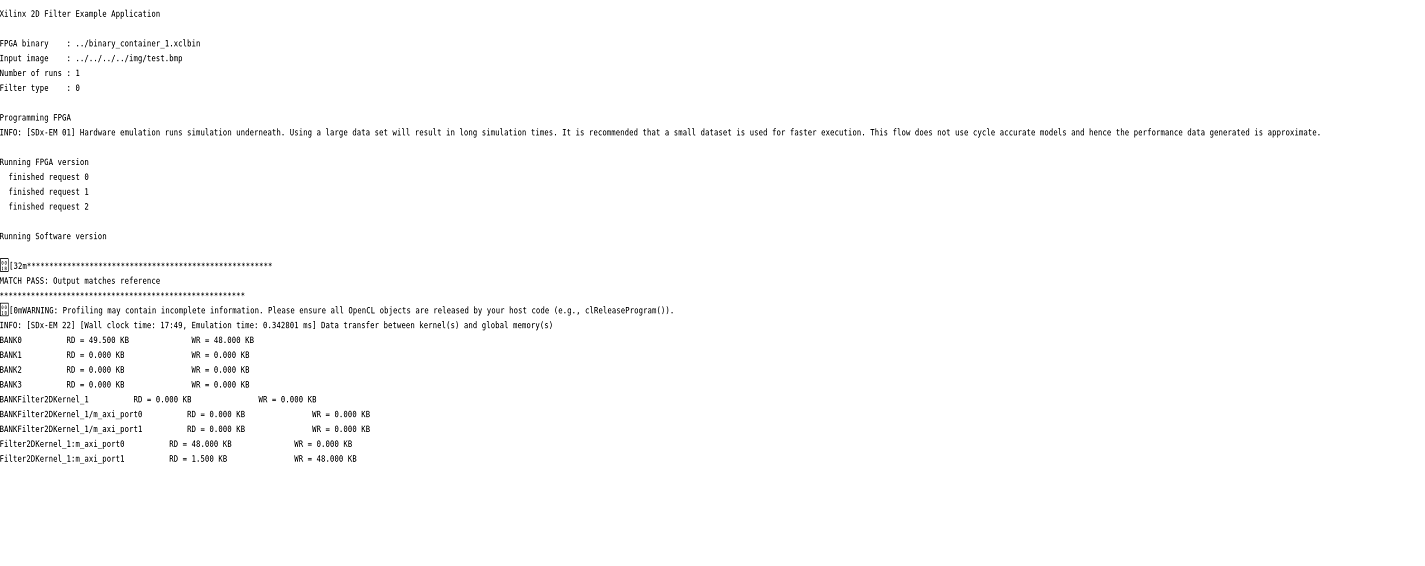 Xilinx 2D Filter Example Application
FPGA binary    : ../binary_container_1.xclbin
Input image    : ../../../../img/test.bmp
Number of runs : 1
Filter type    : 0
Programming FPGA
INFO: [SDx-EM 01] Hardware emulation runs simulation underneath. Using a large data set will result in long simulation times. It is recommended that a small dataset is used for faster execution. This flow does not use cycle accurate models and hence the performance data generated is approximate.
Running FPGA version
  finished request 0
  finished request 1
  finished request 2
Running Software version
[32m*******************************************************
MATCH PASS: Output matches reference
*******************************************************
[0mWARNING: Profiling may contain incomplete information. Please ensure all OpenCL objects are released by your host code (e.g., clReleaseProgram()).
INFO: [SDx-EM 22] [Wall clock time: 17:49, Emulation time: 0.342801 ms] Data transfer between kernel(s) and global memory(s)
BANK0          RD = 49.500 KB              WR = 48.000 KB
BANK1          RD = 0.000 KB               WR = 0.000 KB
BANK2          RD = 0.000 KB               WR = 0.000 KB
BANK3          RD = 0.000 KB               WR = 0.000 KB
BANKFilter2DKernel_1          RD = 0.000 KB               WR = 0.000 KB
BANKFilter2DKernel_1/m_axi_port0          RD = 0.000 KB               WR = 0.000 KB
BANKFilter2DKernel_1/m_axi_port1          RD = 0.000 KB               WR = 0.000 KB
Filter2DKernel_1:m_axi_port0          RD = 48.000 KB              WR = 0.000 KB
Filter2DKernel_1:m_axi_port1          RD = 1.500 KB               WR = 48.000 KB